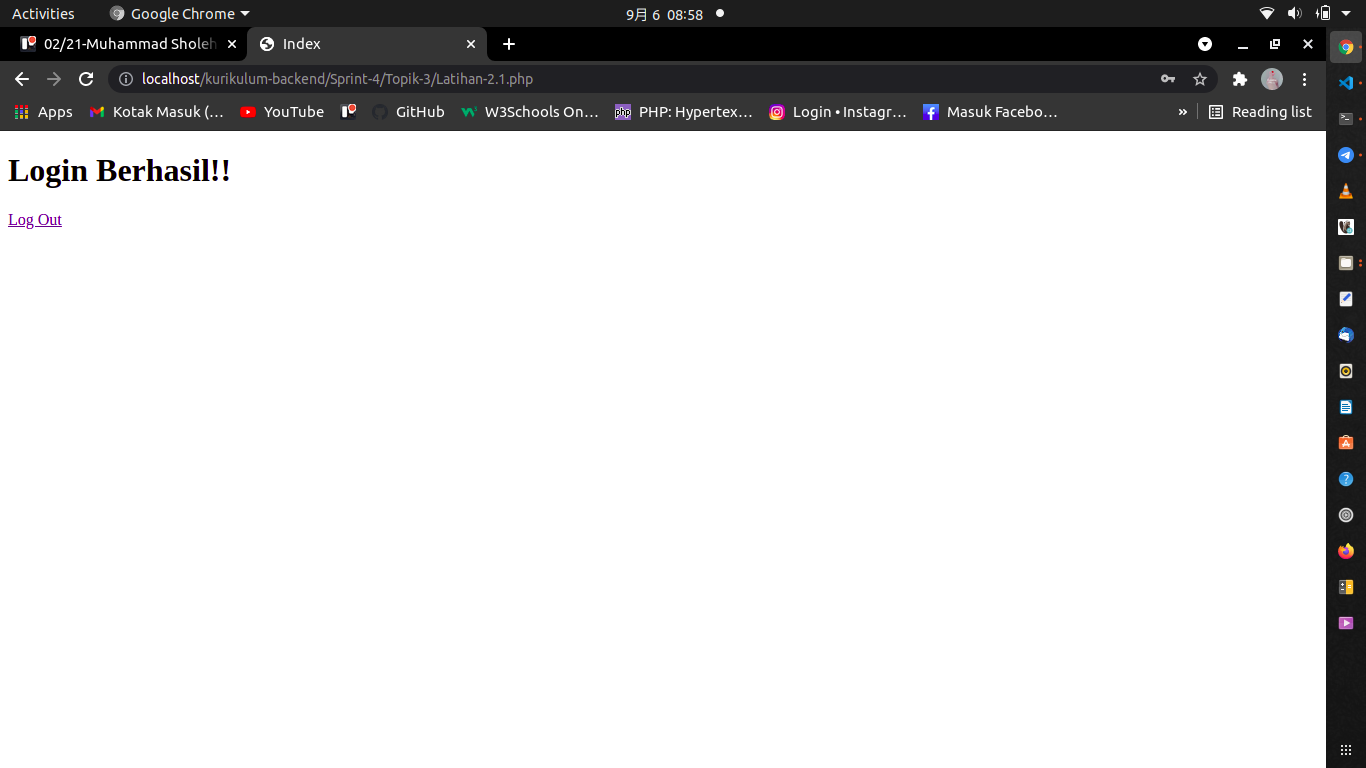 Activities Google Chrome 9月 6 08:58
02/21-Muhammad Sholeh Index
localhost/kurikulum-backend/Sprint-4/Topik-3/Latihan-2.1.php
Apps Kotak Masuk (... YouTube GitHub W3Schools On... php PHP: Hypertex... Login • Instagr... Masuk Facebo... » Reading list
Login Berhasil!!
Log Out